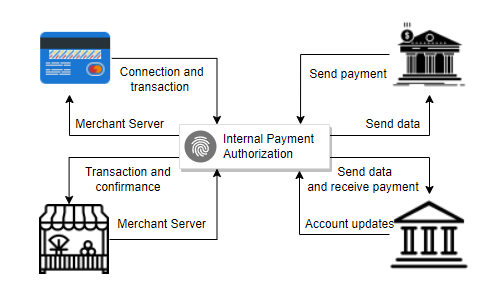 Connection and
transaction
Send payment
Merchant Server
Send data
Internal Payment
Authorization
Transaction and
confirmance
Send data
and receive payment
Merchant Server
Account updates